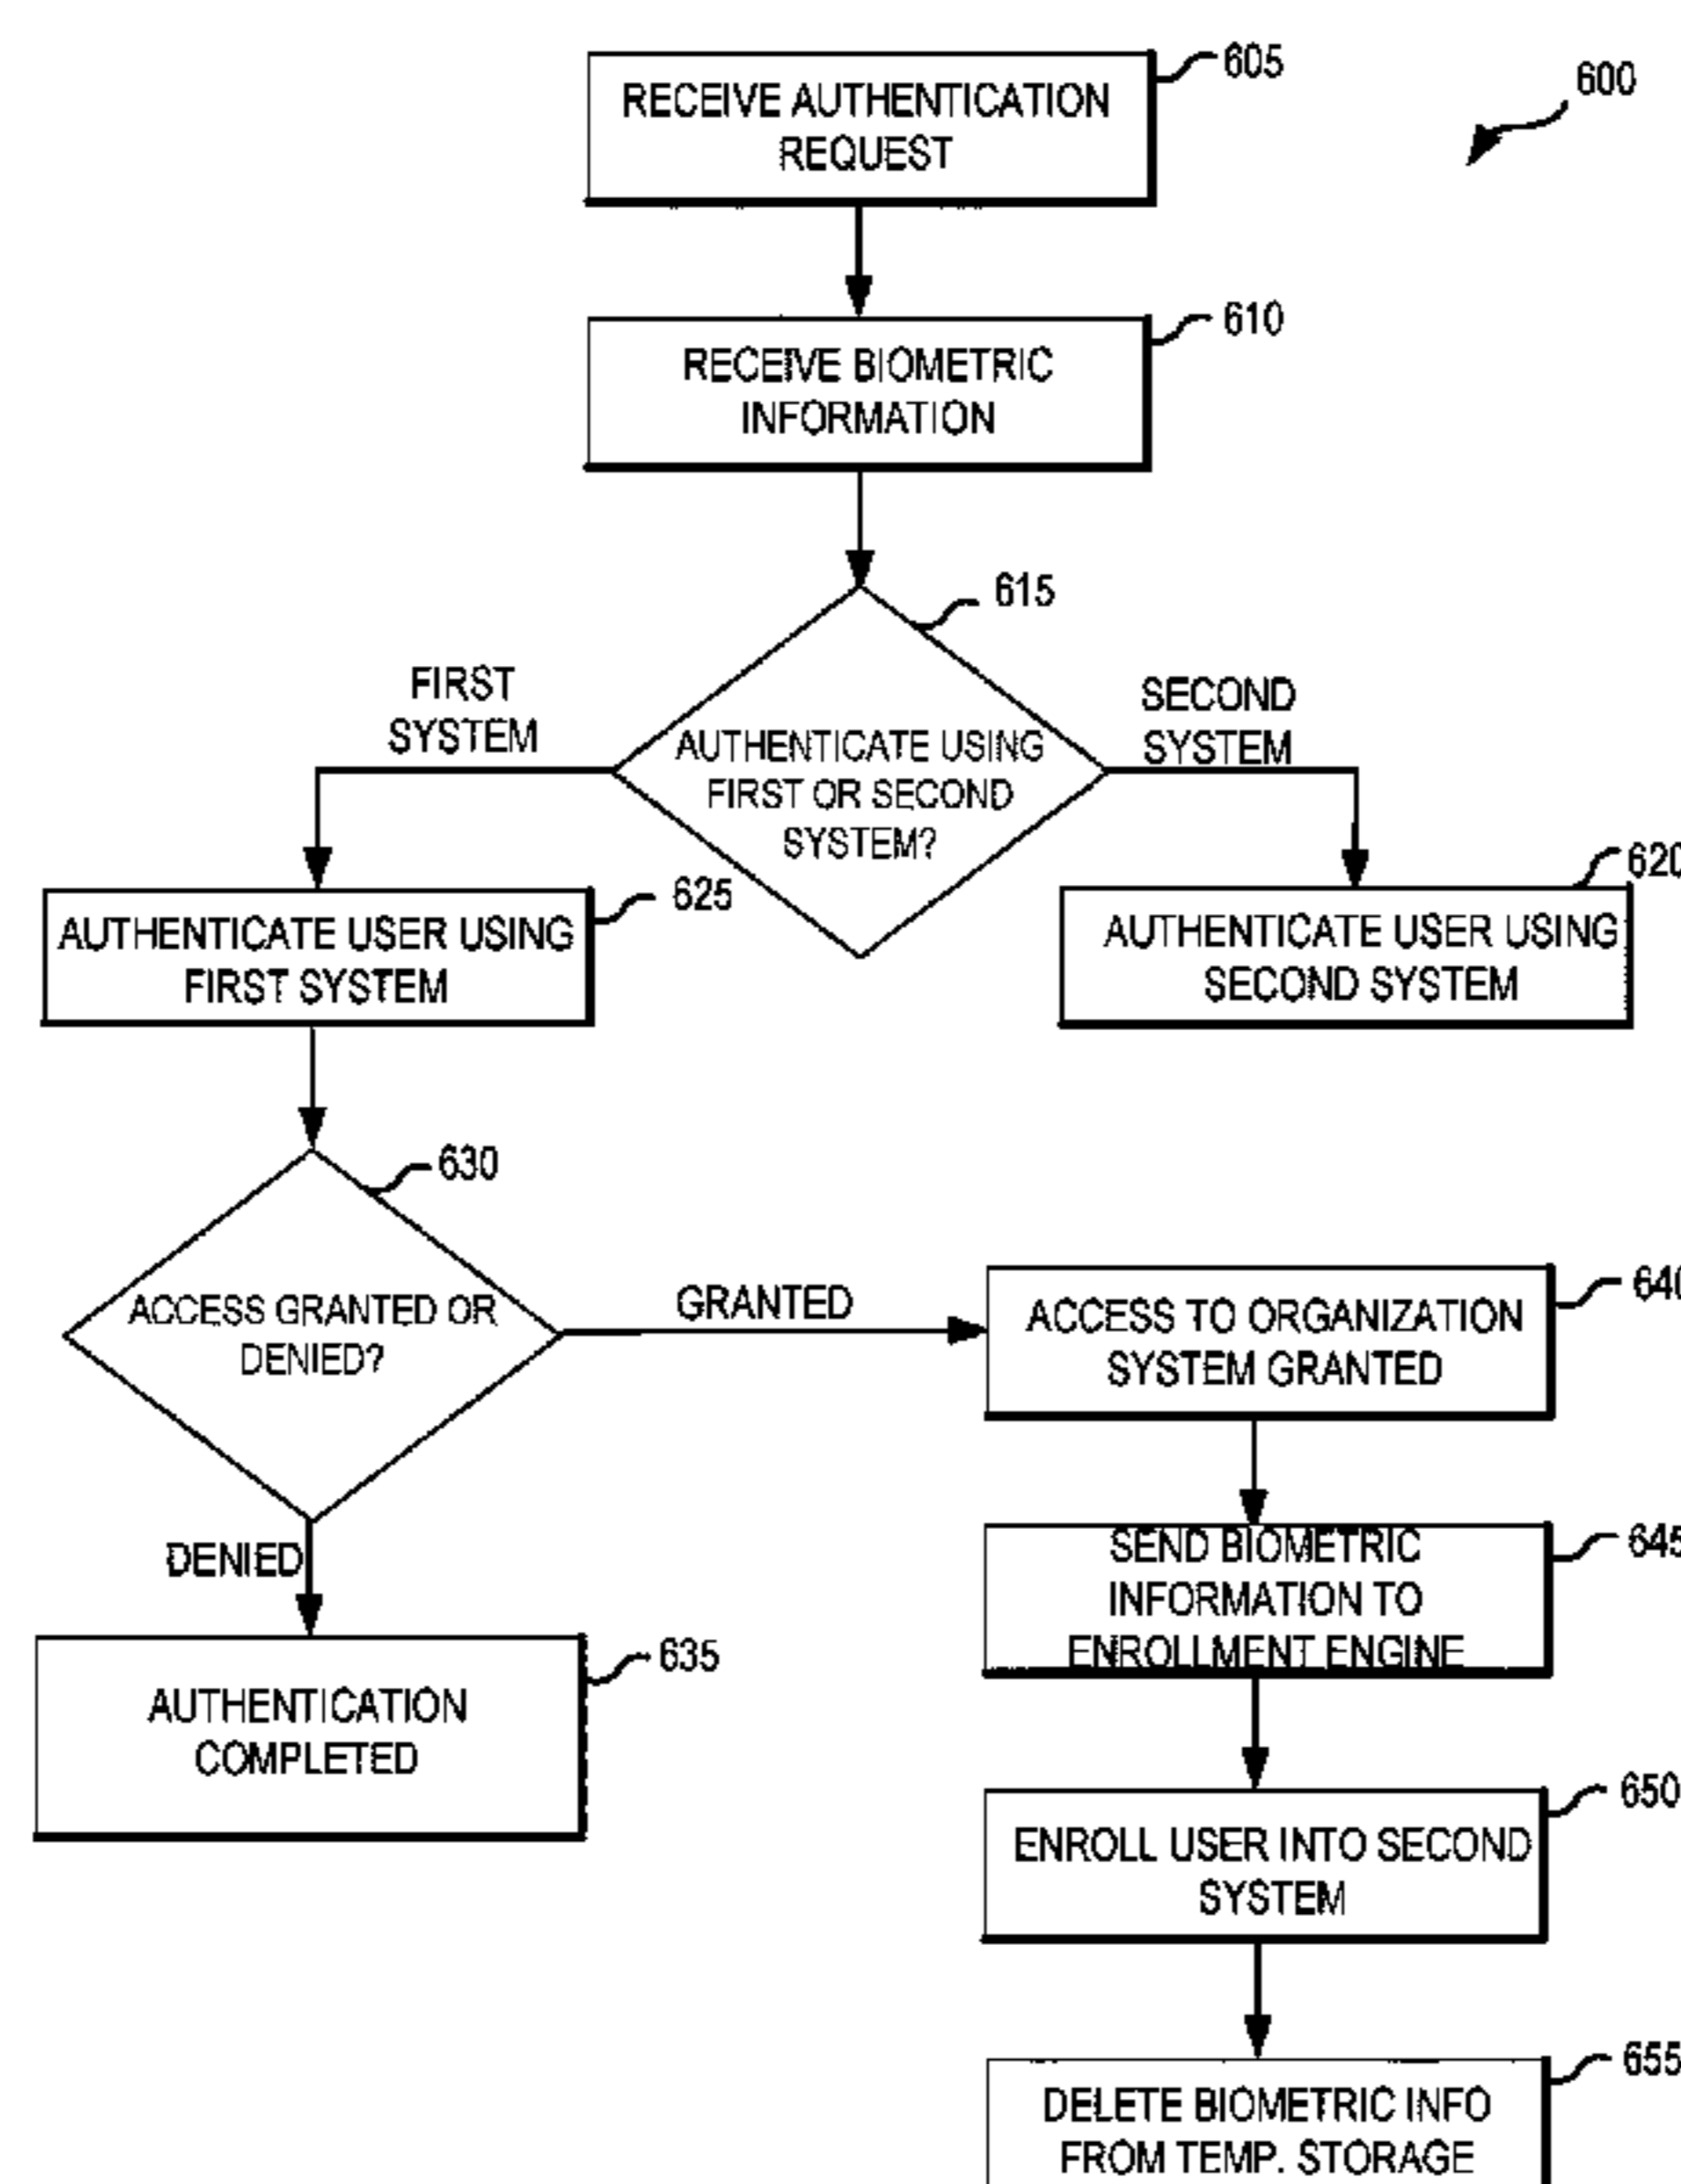 605
600
RECEIVE AUTHENTICATION
REQUEST
610
RECEIVE BIOMETRIC
INFORMATION
615
FIRST
SYSTEM
SECOND
SYSTEM
AUTHENTICATE USING
FIRST OR SECOND
SYSTEM?
625
620
AUTHENTICATE USER USING
FIRST SYSTEM
AUTHENTICATE USER USING
SECOND SYSTEM
630
ACCESS GRANTED OR
DENIED?
GRANTED
640
ACCESS TO ORGANIZATION
SYSTEM GRANTED
DENIED
645
SEND BIOMETRIC
INFORMATION TO
ENROLLMENT ENGINE
635
AUTHENTICATION
COMPLETED
650
ENROLL USER INTO SECOND
SYSTEM
655
DELETE BIOMETRIC INFO
FROM TEMP. STORAGE